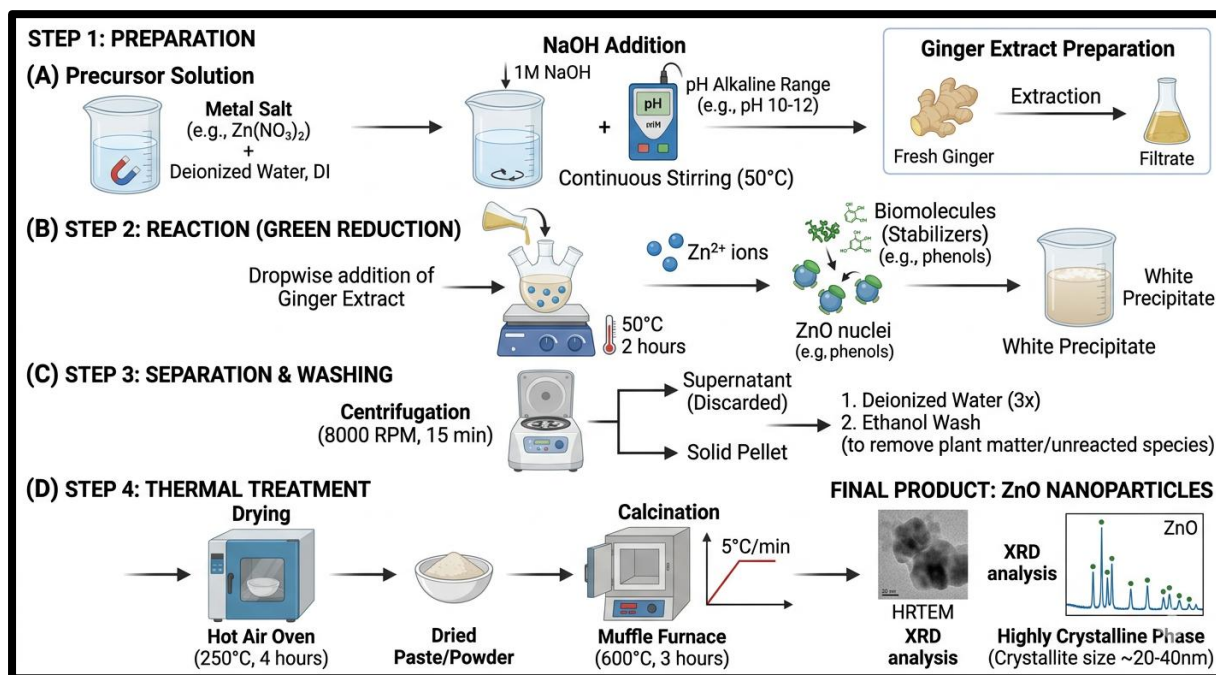 STEP 1: PREPARATION
(A) Precursor Solution
Metal Salt
(e.g., Zn(NO₃)₂)
+
Deionized Water, DI
NaOH Addition
1M NaOH
+
pH
pH Alkaline Range
(e.g., pH 10-12)
Continuous Stirring (50°C)
Ginger Extract Preparation
Extraction
Fresh Ginger
Filtrate
(B) STEP 2: REACTION (GREEN REDUCTION)
Dropwise addition of
Ginger Extract
50°C
2 hours
Zn²⁺ ions
Biomolecules
(Stabilizers)
(e.g., phenols)
ZnO nuclei
(e.g, phenols)
White
Precipitate
White Precipitate
(C) STEP 3: SEPARATION & WASHING
Centrifugation
(8000 RPM, 15 min)
Supernatant
(Discarded)
Solid Pellet
1. Deionized Water (3x)
2. Ethanol Wash
(to remove plant matter/unreacted species)
(D) STEP 4: THERMAL TREATMENT
Drying
Hot Air Oven
(250°C, 4 hours)
Dried
Paste/Powder
Calcination
5°C/min
Muffle Furnace
(600°C, 3 hours)
FINAL PRODUCT: ZnO NANOPARTICLES
HRTEM
XRD
analysis
XRD
analysis
ZnO
Highly Crystalline Phase
(Crystallite size ~20-40nm)